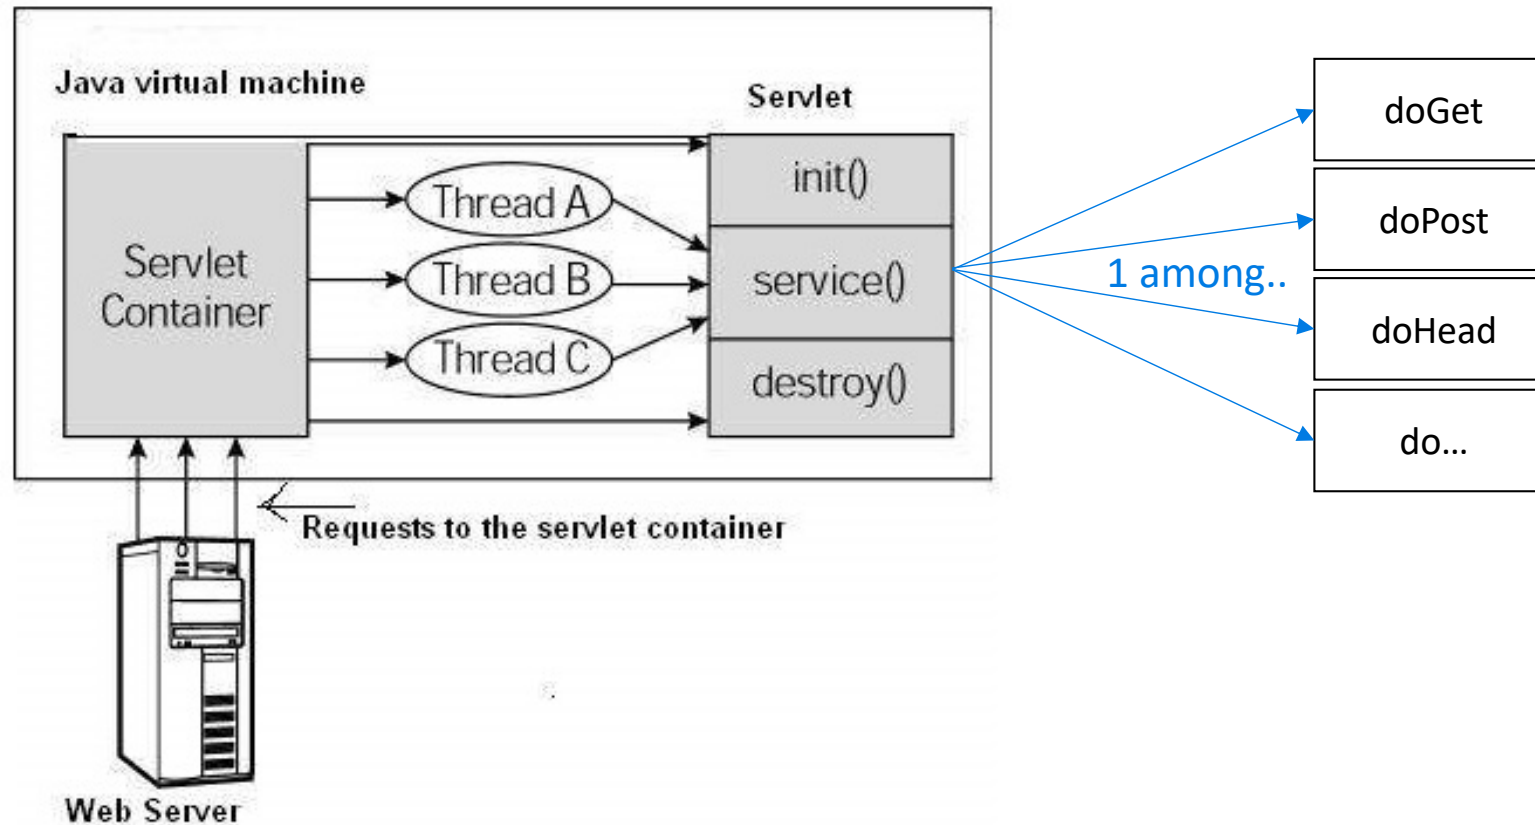 Java virtual machine
Servlet
Servlet
Container
Thread A
Thread B
Thread C
init()
service()
destroy()
1 among..
doGet
doPost
doHead
do...
Requests to the servlet container
Web Server